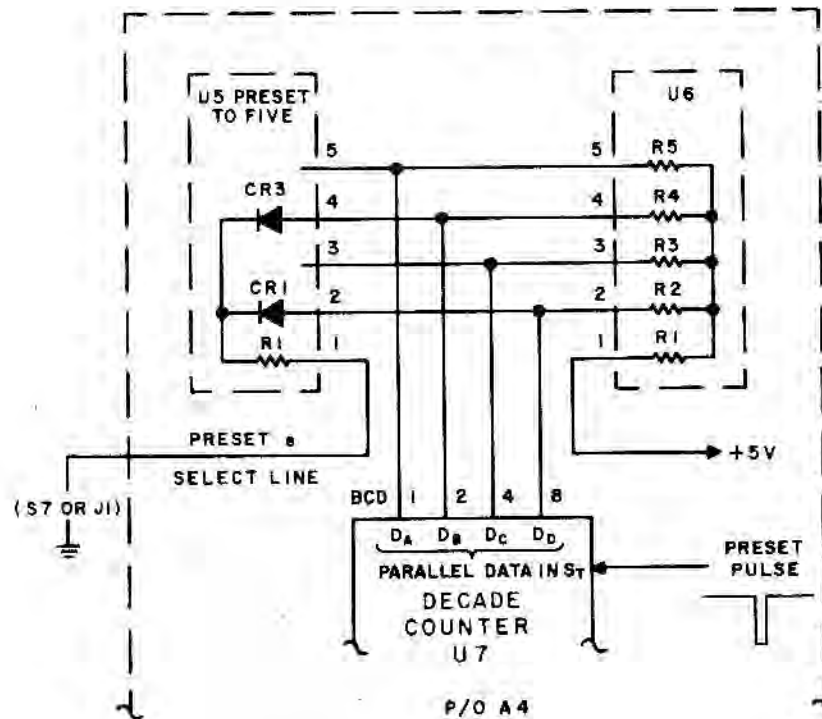 U5 PRESET
TO FIVE
U6
5
5
R5
CR3
4
4
R4
3
3
R3
CR1
2
2
R2
R1
1
1
R1
PRESET a
SELECT LINE
+5V
(S7 OR J1)
BCD 1 2 4 8
DA DB DC DD
PARALLEL DATA IN ST
PRESET
PULSE
DECADE
COUNTER
U7
P/O A4